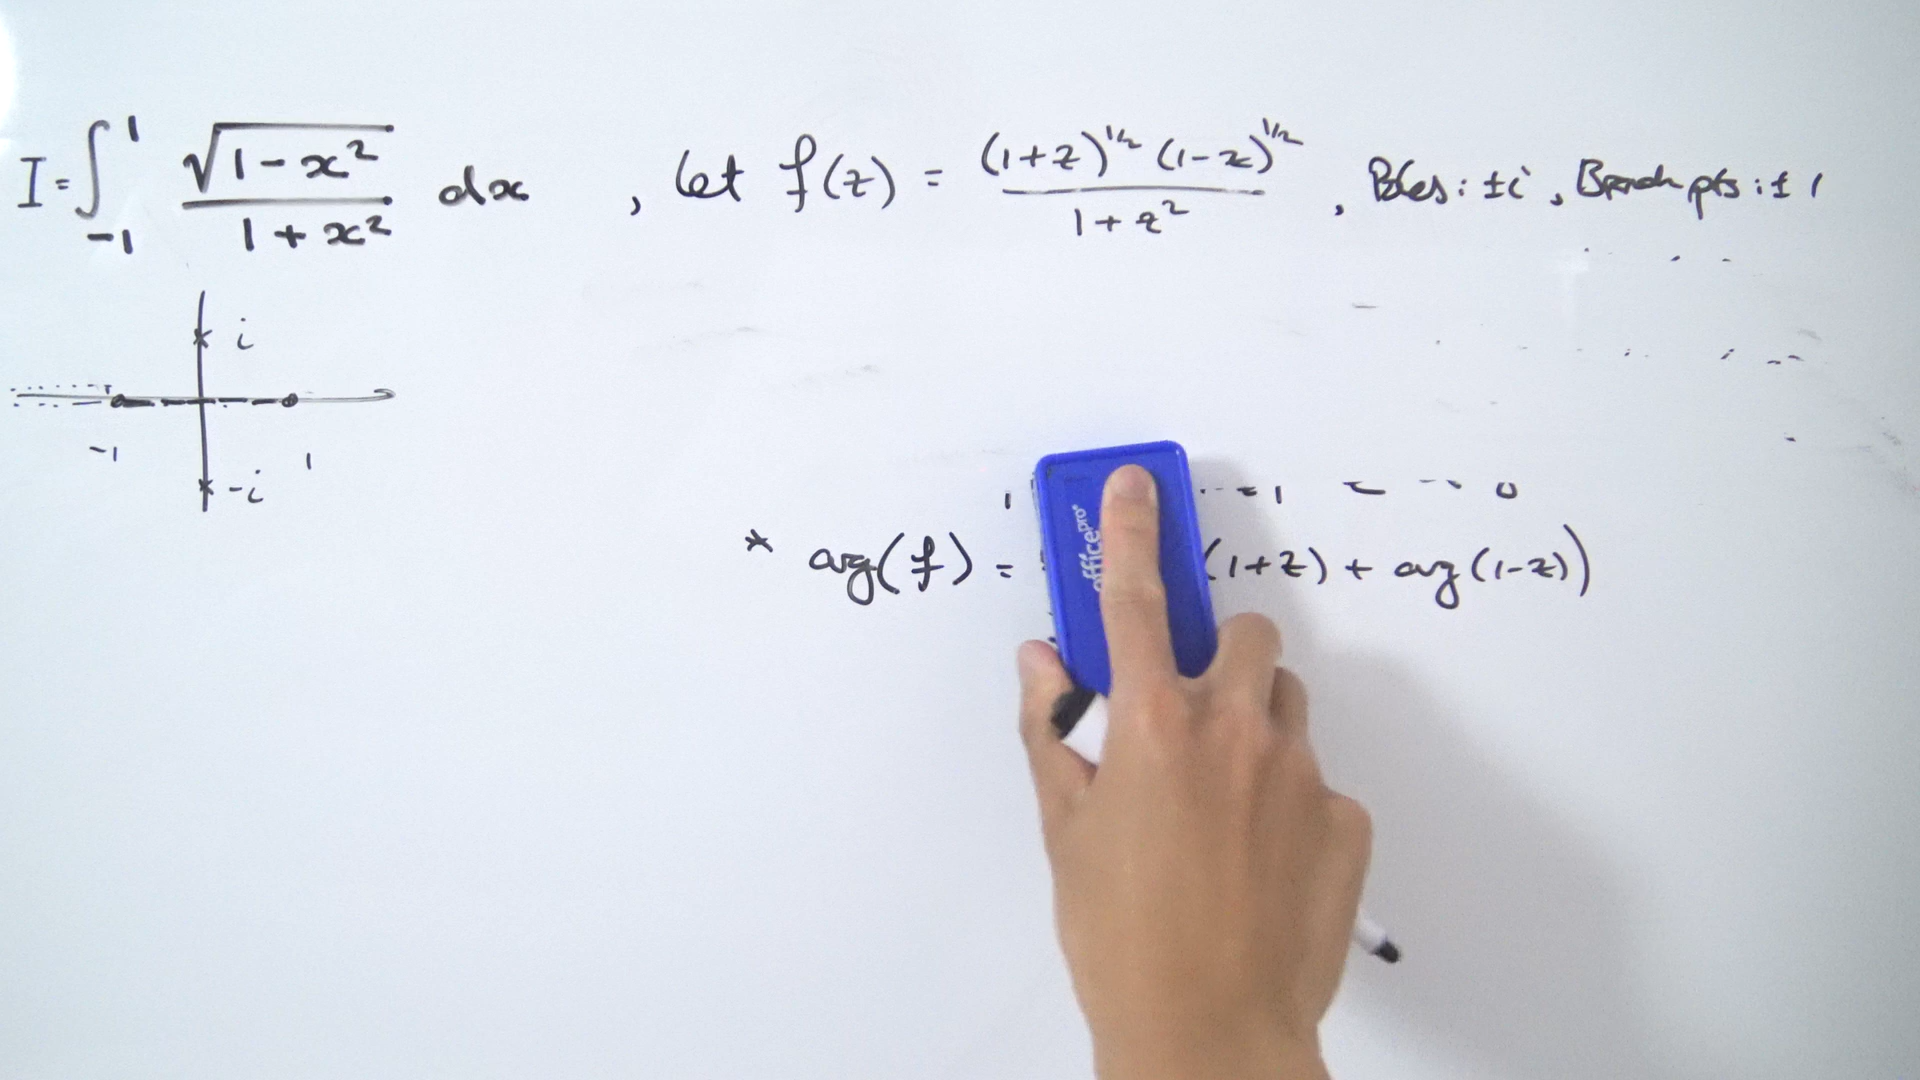 I = ∫_{-1}^{1} √(1-x²) / (1+x²) dx , let f(z) = (1+z)^{1/2} (1-z)^{1/2} / (1+z²) , Poles: ±i , Branch pts: ±1
i
-1 1
-i
* arg(f) = (1+z) + arg(1-z))
officepro